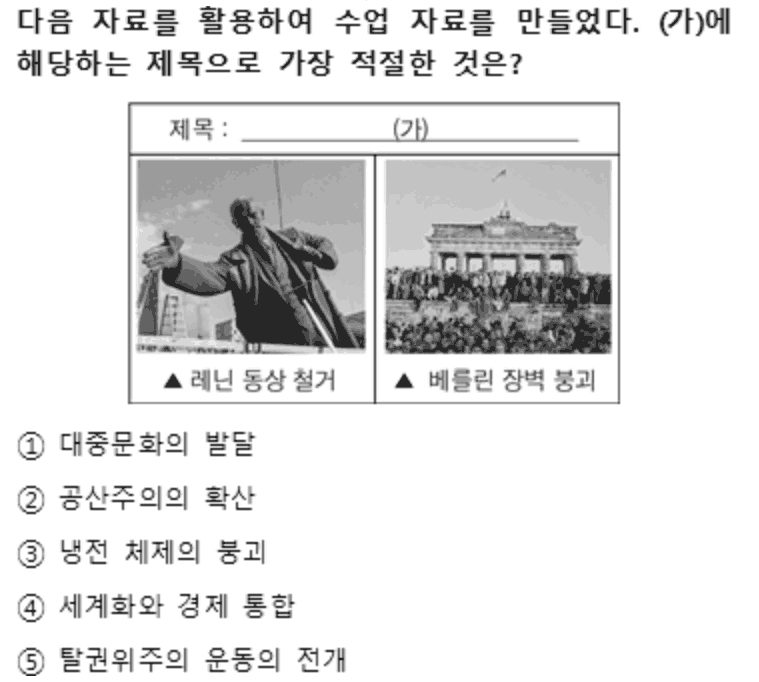 다음 자료를 활용하여 수업 자료를 만들었다. (가)에
해당하는 제목으로 가장 적절한 것은?
제목 : (가)
▲ 레닌 동상 철거
▲ 베를린 장벽 붕괴
① 대중문화의 발달
② 공산주의의 확산
③ 냉전 체제의 붕괴
④ 세계화와 경제 통합
⑤ 탈권위주의 운동의 전개